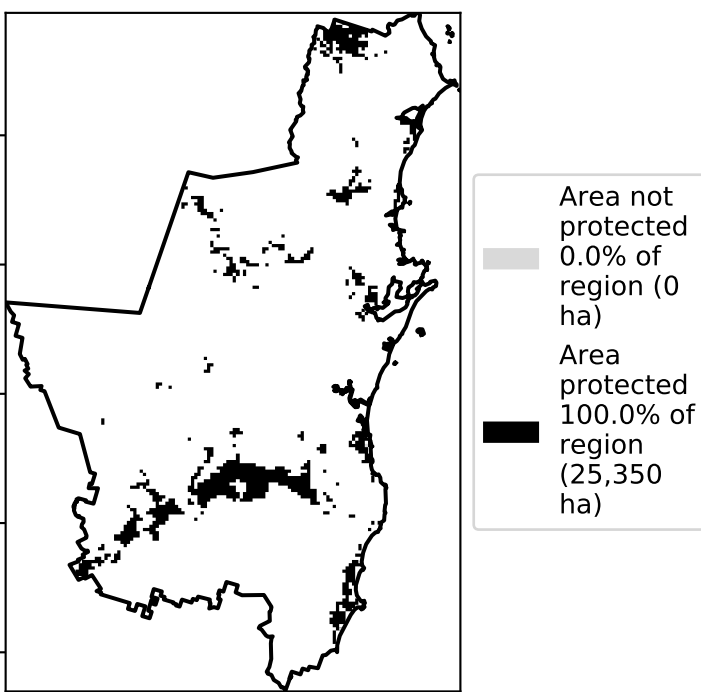 Area not
protected
0.0% of
region (0
ha)
Area
protected
100.0% of
region
(25,350
ha)